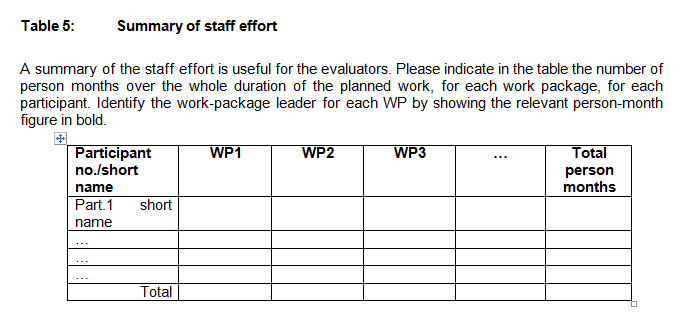 Table 5: Summary of staff effort
A summary of the staff effort is useful for the evaluators. Please indicate in the table the number of
person months over the whole duration of the planned work, for each work package, for each
participant. Identify the work-package leader for each WP by showing the relevant person-month
figure in bold.
Participant no./short name WP1 WP2 WP3 … Total person months
Part.1 short name
…
…
…
Total